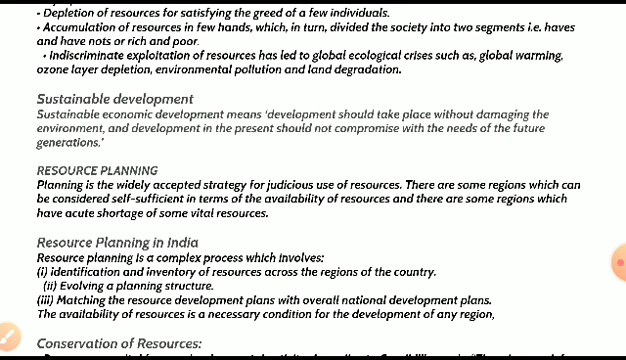 • Depletion of resources for satisfying the greed of a few individuals.
• Accumulation of resources in few hands, which, in turn, divided the society into two segments i.e. haves
and have nots or rich and poor.
• Indiscriminate exploitation of resources has led to global ecological crises such as, global warming,
ozone layer depletion, environmental pollution and land degradation.
Sustainable development
Sustainable economic development means ‘development should take place without damaging the
environment, and development in the present should not compromise with the needs of the future
generations.’
RESOURCE PLANNING
Planning is the widely accepted strategy for judicious use of resources. There are some regions which can
be considered self-sufficient in terms of the availability of resources and there are some regions which
have acute shortage of some vital resources.
Resource Planning in India
Resource planning is a complex process which involves:
(i) identification and inventory of resources across the regions of the country.
(ii) Evolving a planning structure.
(iii) Matching the resource development plans with overall national development plans.
The availability of resources is a necessary condition for the development of any region,
Conservation of Resources: